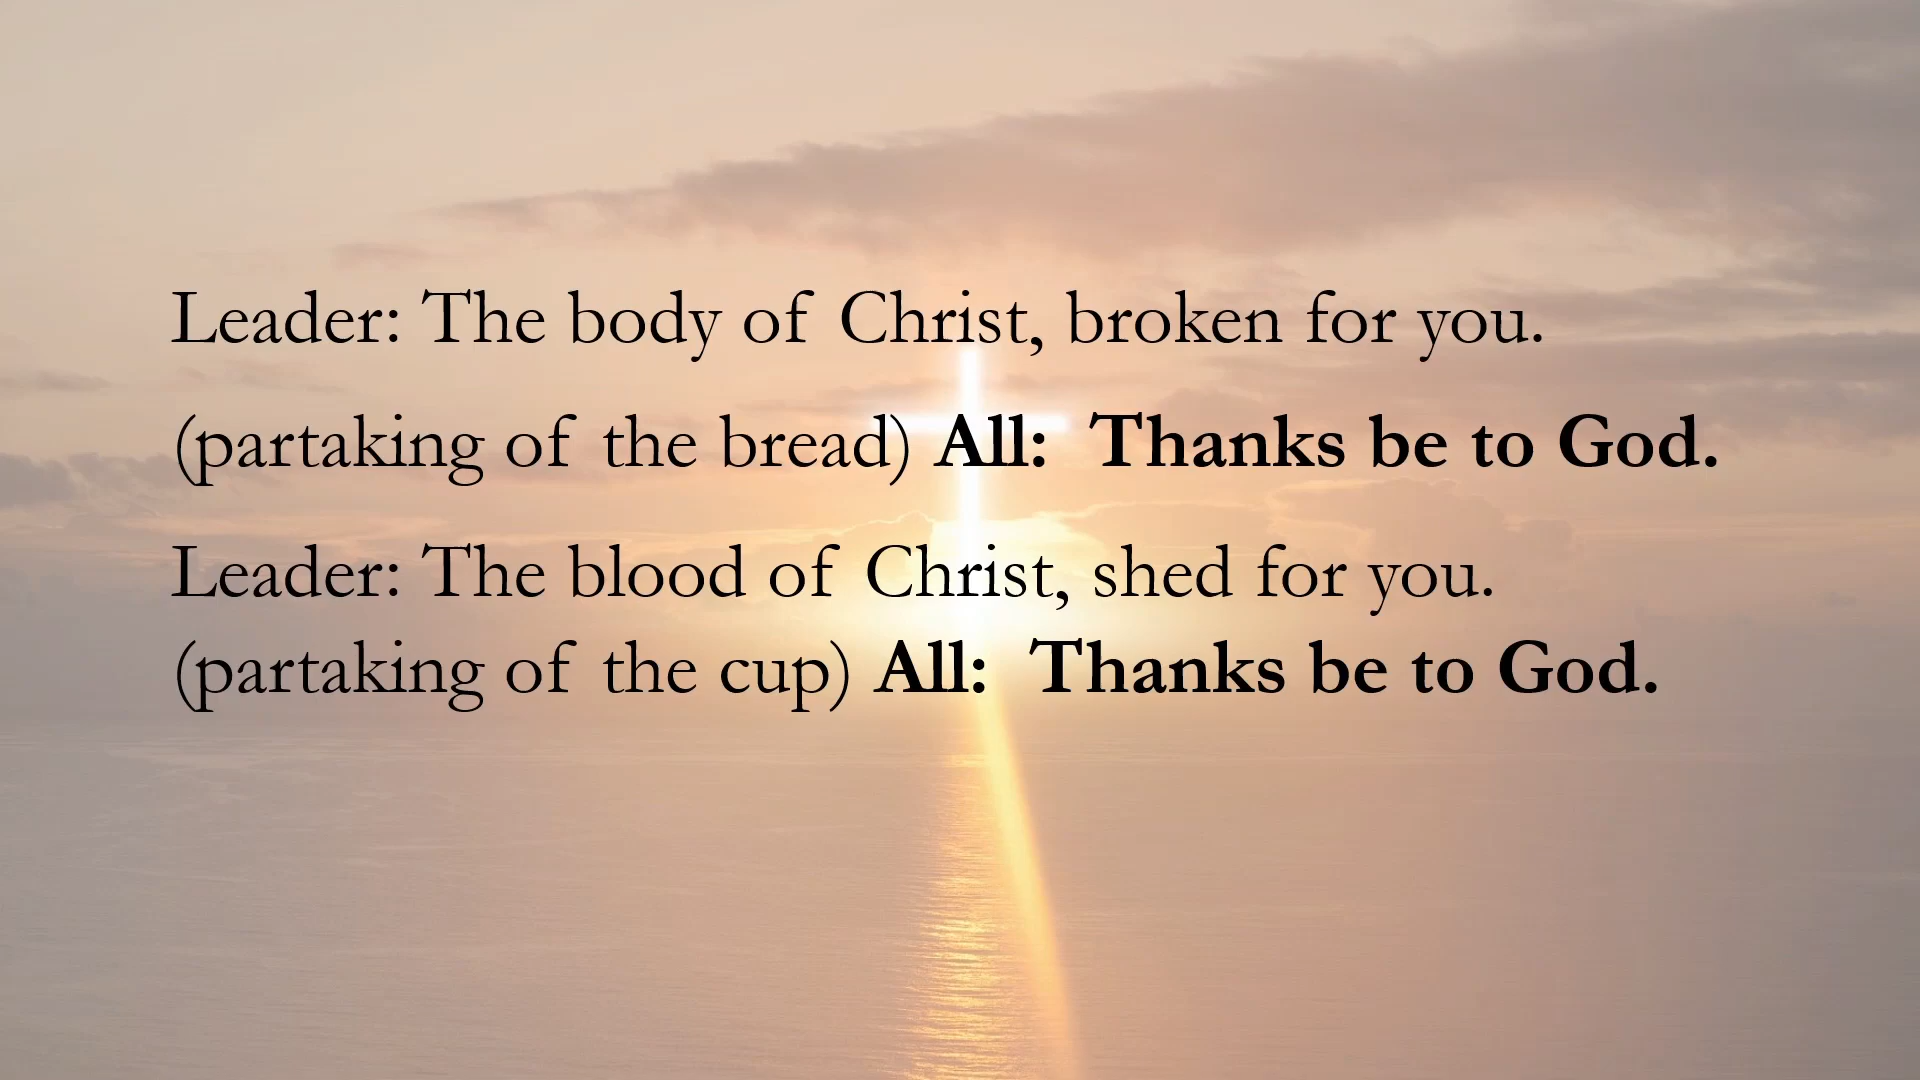 Leader: The body of Christ, broken for you.
(partaking of the bread) All:  Thanks be to God.
Leader: The blood of Christ, shed for you.
(partaking of the cup) All:  Thanks be to God.